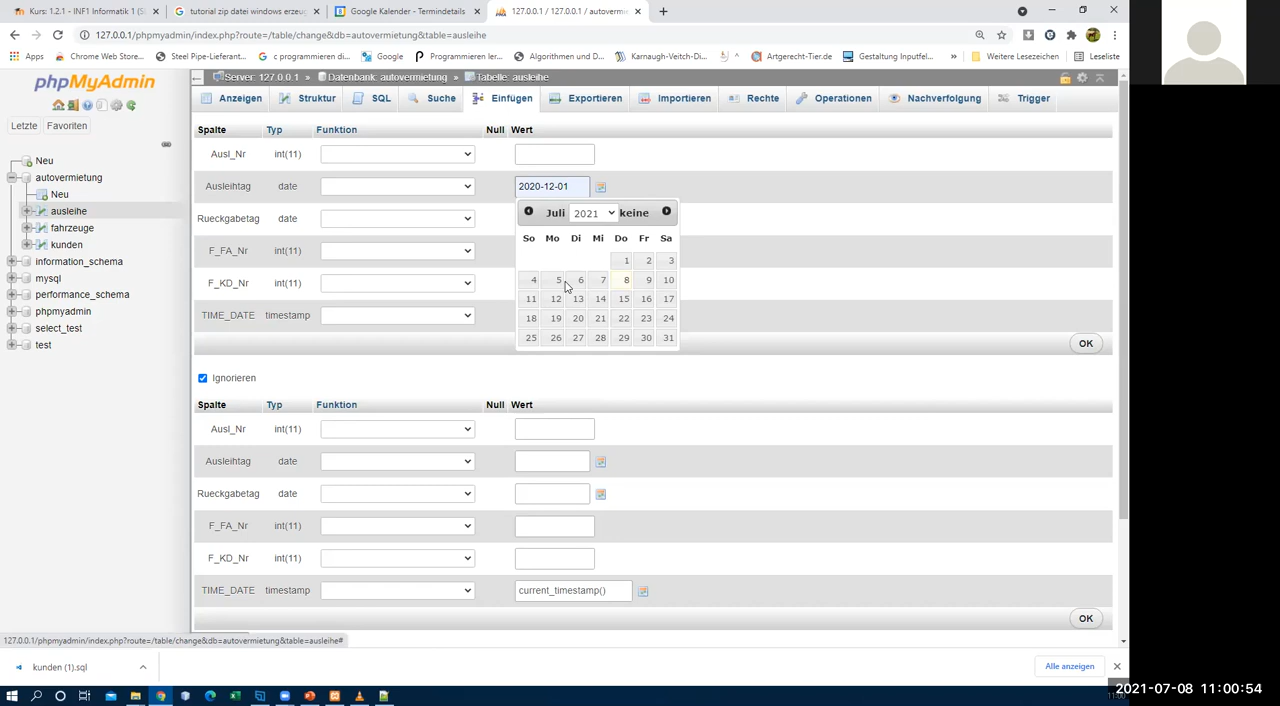 Kurs: 1.2.1 - INF1 Informatik 1 (S
tutorial zip datei windows erzeug
Google Kalender - Termindetails
127.0.0.1 / 127.0.0.1 / autovermi
127.0.0.1/phpmyadmin/index.php?route=/table/change&db=autovermietung&table=ausleihe
Apps
Chrome Web Store...
Steel Pipe-Lieferant...
c programmieren di...
Google
Programmieren ler...
Algorithmen und D...
Karnaugh-Veitch-Di...
Artgerecht-Tier.de
Gestaltung Inputfel...
»
Weitere Lesezeichen
Leseliste
phpMyAdmin
Letzte
Favoriten
Neu
autovermietung
Neu
ausleihe
fahrzeuge
kunden
information_schema
mysql
performance_schema
phpmyadmin
select_test
test
Server: 127.0.0.1 » Datenbank: autovermietung » Tabelle: ausleihe
Anzeigen Struktur SQL Suche Einfügen Exportieren Importieren Rechte Operationen Nachverfolgung Trigger
Spalte Typ Funktion Null Wert
Ausl_Nr int(11)
Ausleihtag date 2020-12-01
Rueckgabetag date
F_FA_Nr int(11)
F_KD_Nr int(11)
TIME_DATE timestamp
Juli 2021 keine
So Mo Di Mi Do Fr Sa
1 2 3
4 5 6 7 8 9 10
11 12 13 14 15 16 17
18 19 20 21 22 23 24
25 26 27 28 29 30 31
OK
Ignorieren
Spalte Typ Funktion Null Wert
Ausl_Nr int(11)
Ausleihtag date
Rueckgabetag date
F_FA_Nr int(11)
F_KD_Nr int(11)
TIME_DATE timestamp current_timestamp()
OK
127.0.0.1/phpmyadmin/index.php?route=/table/change&db=autovermietung&table=ausleihe#
kunden (1).sql
Alle anzeigen
2021-07-08 11:00:54